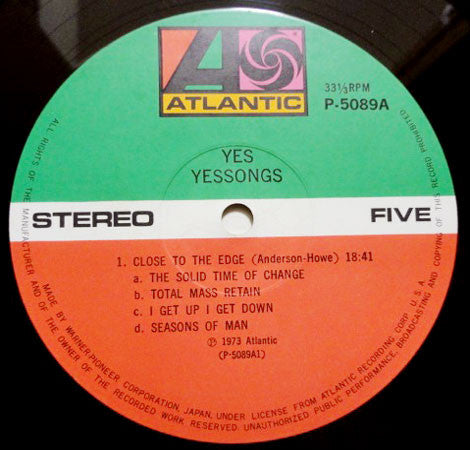 ATLANTIC
33⅓RPM
P-5089A
YES
YESSONGS
STEREO
FIVE
1. CLOSE TO THE EDGE (Anderson-Howe) 18:41
a. THE SOLID TIME OF CHANGE
b. TOTAL MASS RETAIN
c. I GET UP I GET DOWN
d. SEASONS OF MAN
Ⓟ 1973 Atlantic
(P-5089A1)
ALL RIGHTS OF THE MANUFACTURER AND OF THE OWNER OF THE RECORDED WORK RESERVED. UNAUTHORIZED PUBLIC PERFORMANCE, BROADCASTING AND COPYING OF THIS RECORD PROHIBITED
MADE BY WARNER-PIONEER CORPORATION, JAPAN, UNDER LICENSE FROM ATLANTIC RECORDING CORP. U.S.A.